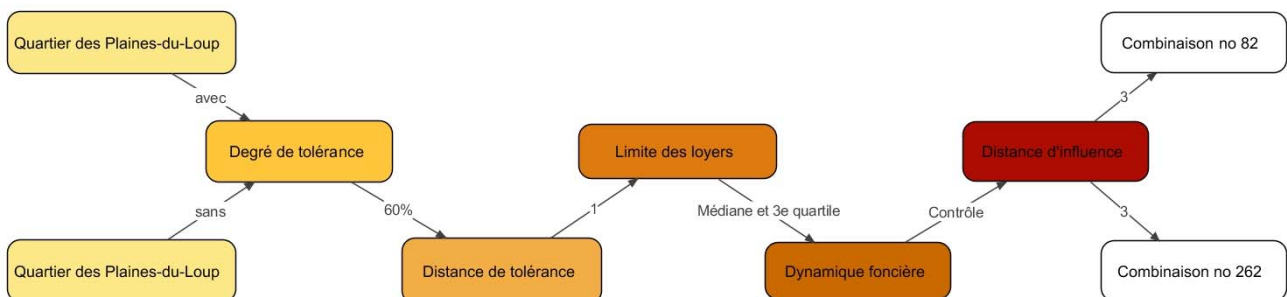 Quartier des Plaines-du-Loup
avec
Degré de tolérance
sans
Quartier des Plaines-du-Loup
60%
Distance de tolérance
1
Limite des loyers
Médiane et 3e quartile
Dynamique foncière
Contrôle
Distance d'influence
3
Combinaison no 82
3
Combinaison no 262